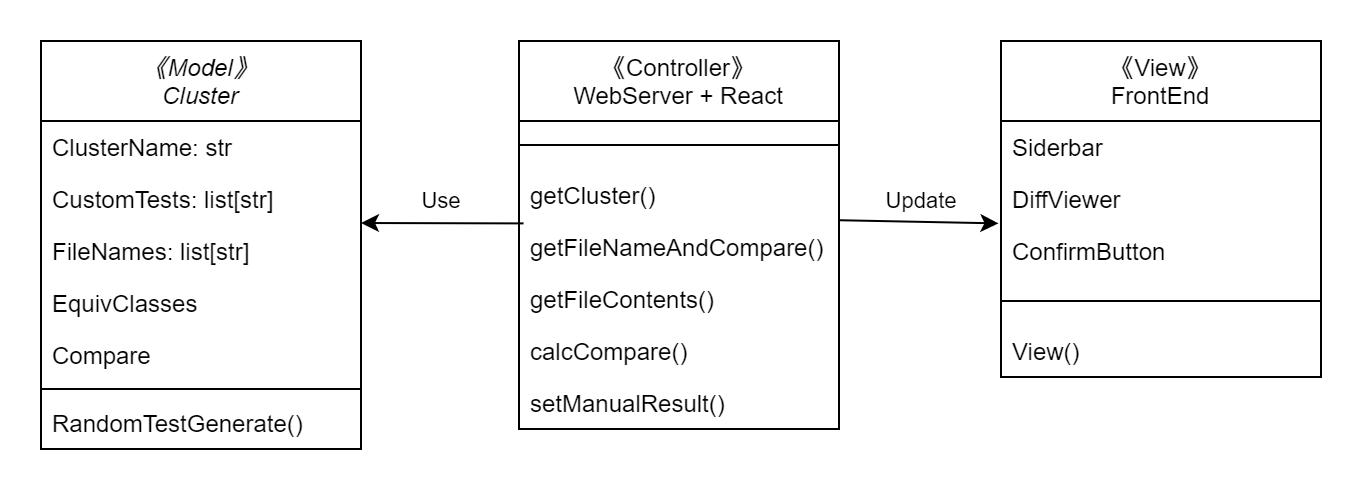 《Model》
Cluster
ClusterName: str
CustomTests: list[str]
FileNames: list[str]
EquivClasses
Compare
RandomTestGenerate()
Use
《Controller》
WebServer + React
getCluster()
getFileNameAndCompare()
getFileContents()
calcCompare()
setManualResult()
Update
《View》
FrontEnd
Siderbar
DiffViewer
ConfirmButton
View()